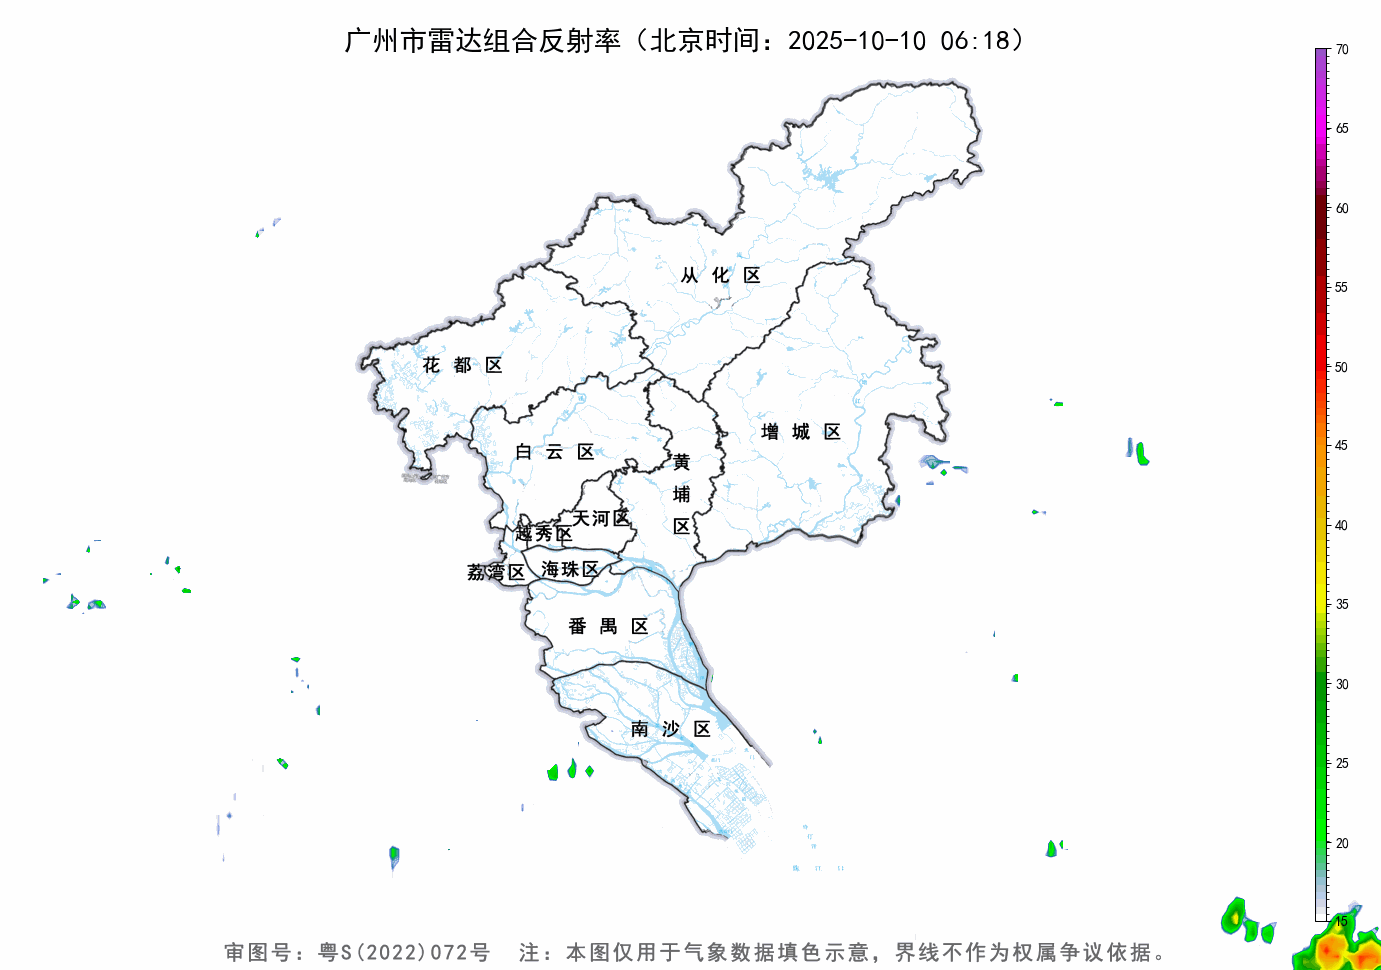 广州市雷达组合反射率（北京时间：2025-10-10 06:18）
70
65
60
55
50
45
40
35
30
25
20
15
从化区
花都区
增城区
白云区
黄埔区
天河区
越秀区
海珠区
荔湾区
番禺区
南沙区
审图号：粤S(2022)072号 注：本图仅用于气象数据填色示意，界线不作为权属争议依据。